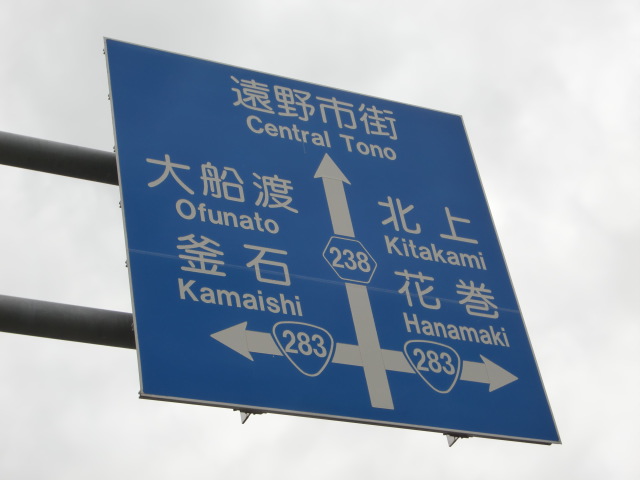 遠野市街
Central Tono
大船渡
Ofunato
釜石
Kamaishi
北上
Kitakami
花巻
Hanamaki
238
283
283